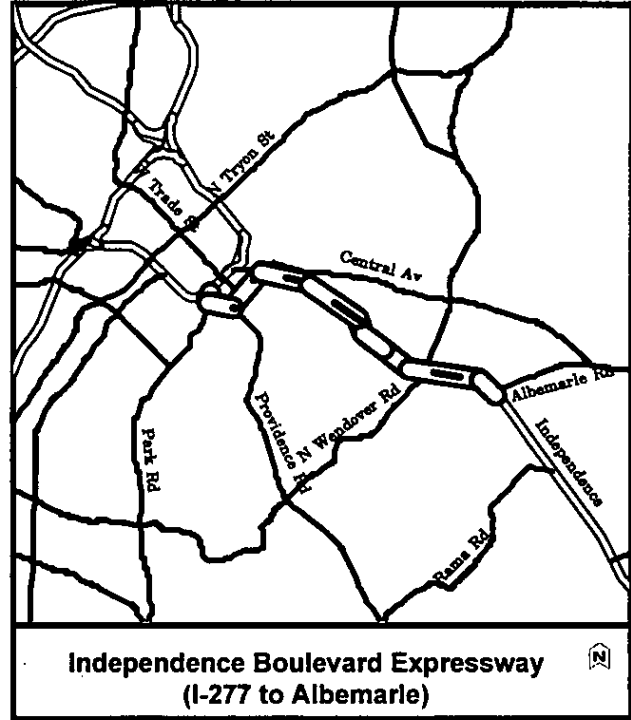 N Tryon St
W Trade St
Central Av
Albemarle Rd
Independence
N Wendover Rd
Providence Rd
Park Rd
Rama Rd
Independence Boulevard Expressway
N
(I-277 to Albemarle)